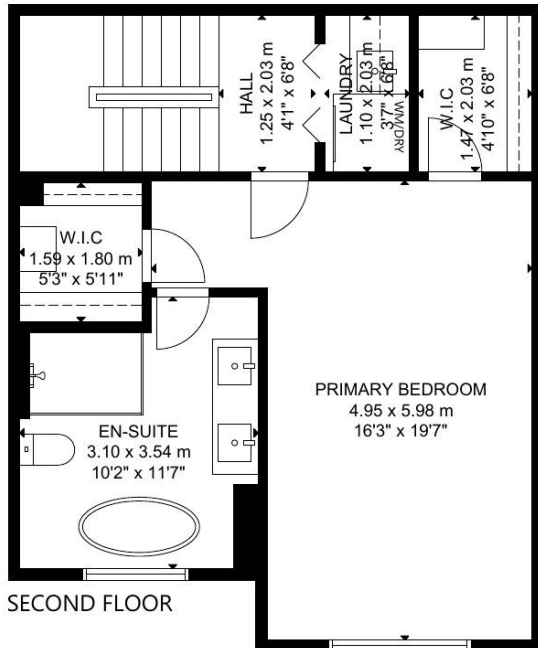 HALL
1.25 x 2.03 m
4'1" x 6'8"
LAUNDRY
1.10 x 2.03 m
3'7" x 6'8"
WM/DRY
W.I.C
1.47 x 2.03 m
4'10" x 6'8"
W.I.C
1.59 x 1.80 m
5'3" x 5'11"
PRIMARY BEDROOM
4.95 x 5.98 m
16'3" x 19'7"
EN-SUITE
3.10 x 3.54 m
10'2" x 11'7"
SECOND FLOOR